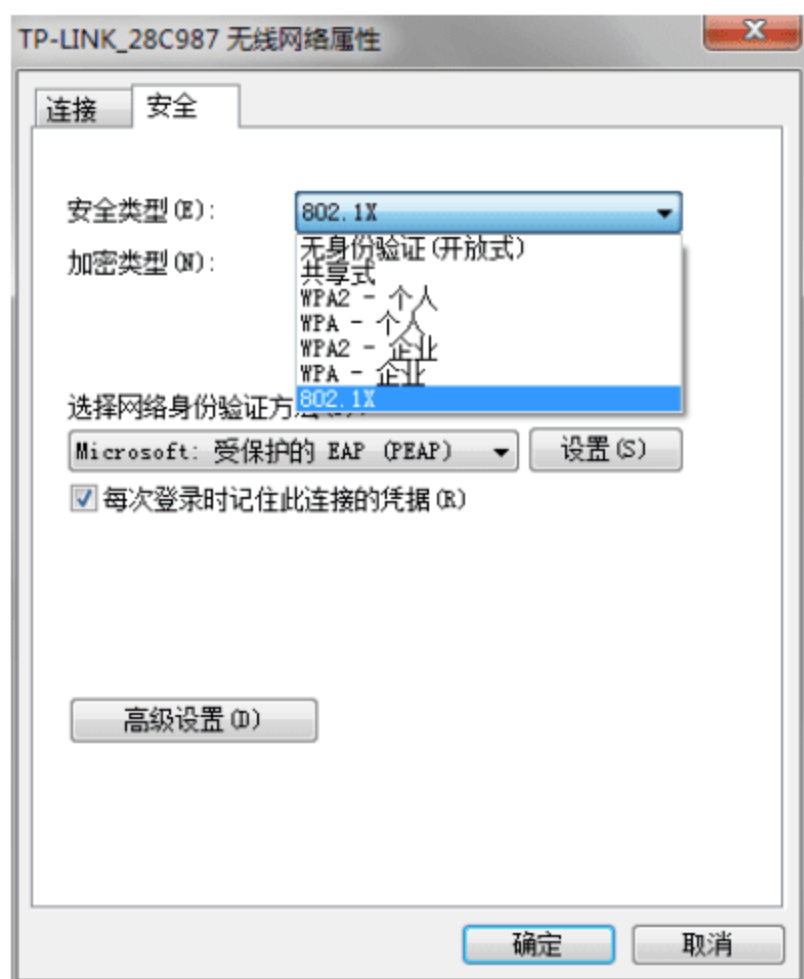 TP-LINK_28C987 无线网络属性
连接 安全
安全类型(E):
802.1X
加密类型(N):
无身份验证(开放式)
共享式
WPA2 - 个人
WPA - 个人
WPA2 - 企业
WPA - 企业
802.1X
选择网络身份验证方
Microsoft: 受保护的 EAP (PEAP) 设置(S)
每次登录时记住此连接的凭据(R)
高级设置(D)
确定 取消